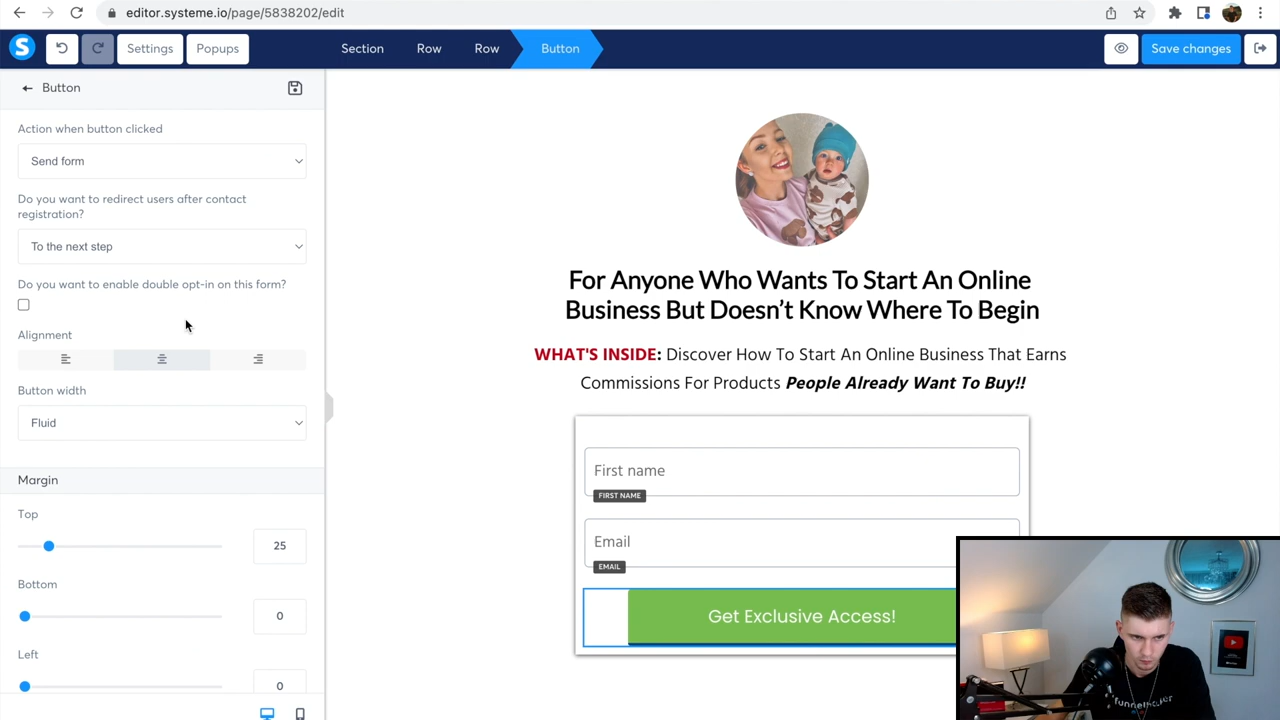 editor.systeme.io/page/5838202/edit
S
Settings
Popups
Section
Row
Row
Button
Save changes
Button
Action when button clicked
Send form
Do you want to redirect users after contact
registration?
To the next step
Do you want to enable double opt-in on this form?
Alignment
Button width
Fluid
Margin
Top
25
Bottom
0
Left
0
For Anyone Who Wants To Start An Online
Business But Doesn’t Know Where To Begin
WHAT'S INSIDE: Discover How To Start An Online Business That Earns
Commissions For Products People Already Want To Buy!!
First name
FIRST NAME
Email
EMAIL
Get Exclusive Access!